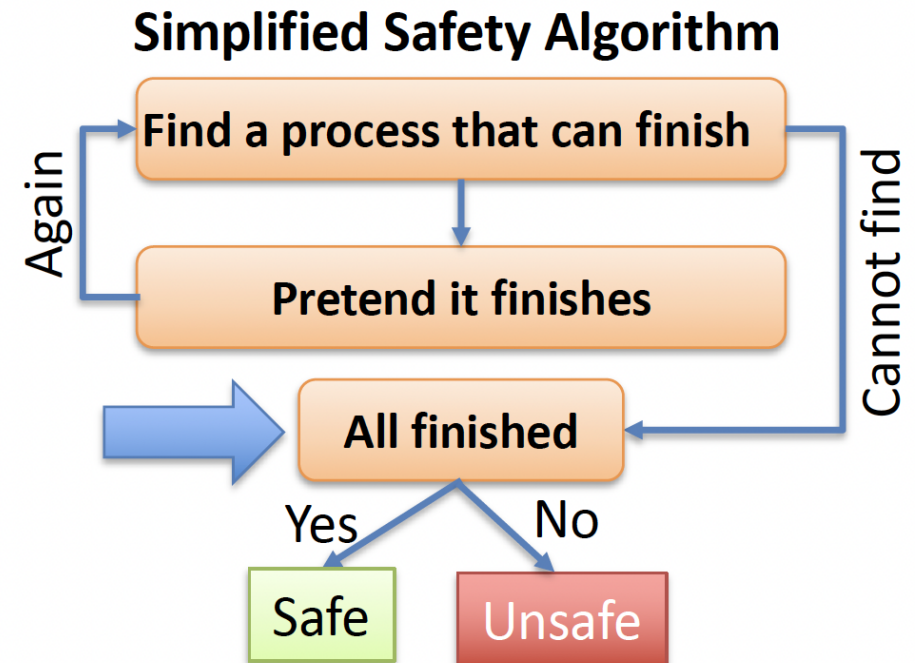 Simplified Safety Algorithm
Find a process that can finish
Again
Cannot find
Pretend it finishes
All finished
Yes
No
Safe
Unsafe